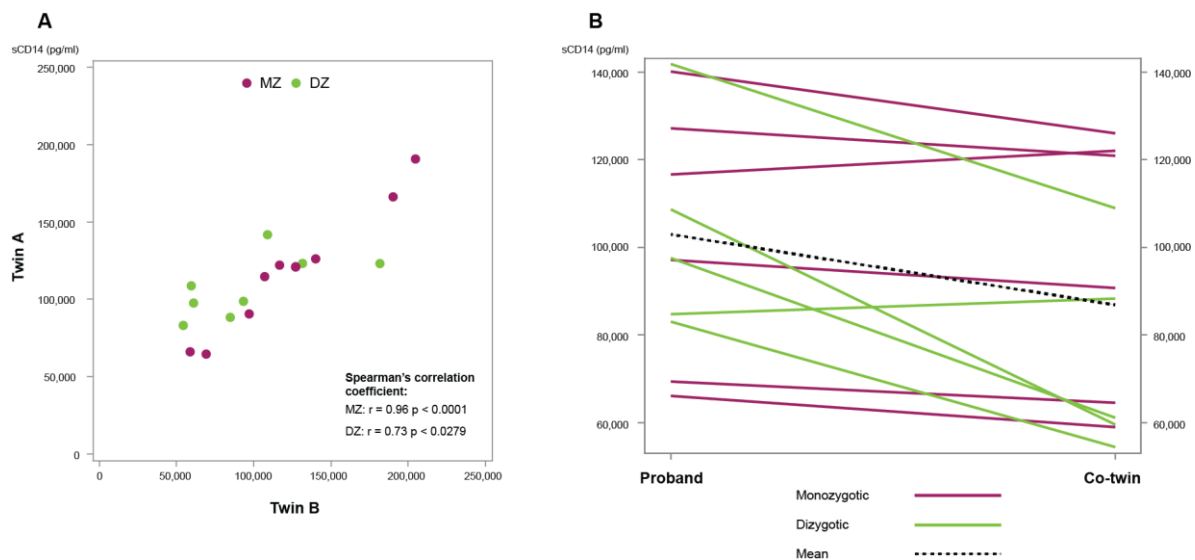 A
sCD14 (pg/ml)
250,000
200,000
150,000
100,000
50,000
0
Twin A
MZ DZ
Spearman's correlation
coefficient:
MZ: r = 0.96 p < 0.0001
DZ: r = 0.73 p < 0.0279
0 50,000 100,000 150,000 200,000 250,000
Twin B
B
sCD14 (pg/ml)
140,000 140,000
120,000 120,000
100,000 100,000
80,000 80,000
60,000 60,000
Proband Co-twin
Monozygotic
Dizygotic
Mean